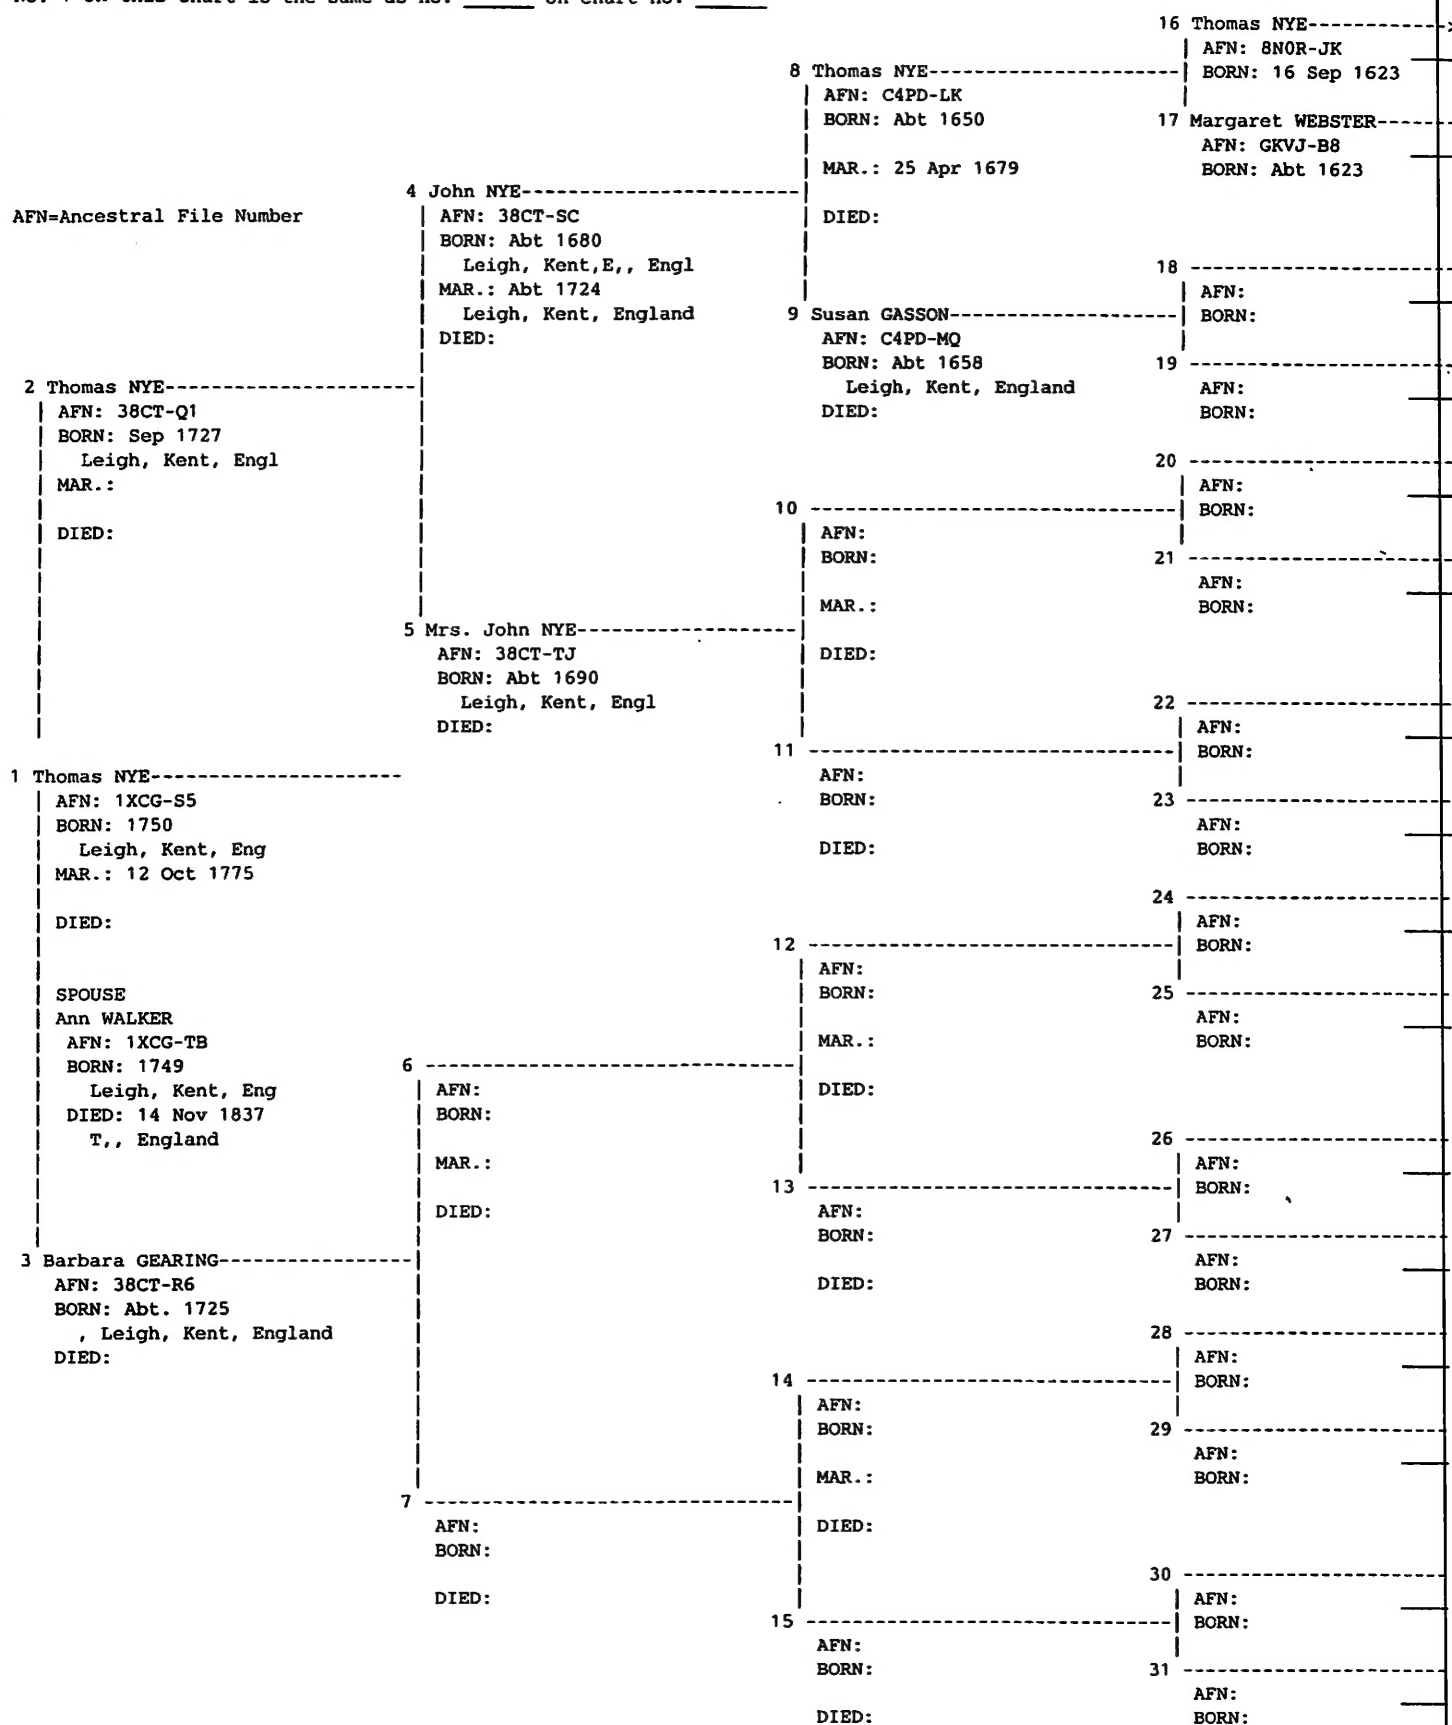 16 Thomas NYE
AFN: 8N0R-JK
BORN: 16 Sep 1623
8 Thomas NYE
AFN: C4PD-LK
BORN: Abt 1650
MAR.: 25 Apr 1679
DIED:
17 Margaret WEBSTER
AFN: GKVJ-B8
BORN: Abt 1623
4 John NYE
AFN: 38CT-SC
BORN: Abt 1680
Leigh, Kent,E,, Engl
MAR.: Abt 1724
Leigh, Kent, England
DIED:
AFN=Ancestral File Number
18
AFN:
BORN:
9 Susan GASSON
AFN: C4PD-MQ
BORN: Abt 1658
Leigh, Kent, England
DIED:
19
AFN:
BORN:
2 Thomas NYE
AFN: 38CT-Q1
BORN: Sep 1727
Leigh, Kent, Engl
MAR.:
DIED:
20
AFN:
BORN:
10
AFN:
BORN:
MAR.:
DIED:
21
AFN:
BORN:
5 Mrs. John NYE
AFN: 38CT-TJ
BORN: Abt 1690
Leigh, Kent, Engl
DIED:
22
AFN:
BORN:
11
AFN:
BORN:
DIED:
23
AFN:
BORN:
1 Thomas NYE
AFN: 1XCG-S5
BORN: 1750
Leigh, Kent, Eng
MAR.: 12 Oct 1775
DIED:
SPOUSE
Ann WALKER
AFN: 1XCG-TB
BORN: 1749
Leigh, Kent, Eng
DIED: 14 Nov 1837
T,, England
24
AFN:
BORN:
12
AFN:
BORN:
MAR.:
DIED:
25
AFN:
BORN:
6
AFN:
BORN:
MAR.:
DIED:
26
AFN:
BORN:
13
AFN:
BORN:
DIED:
27
AFN:
BORN:
3 Barbara GEARING
AFN: 38CT-R6
BORN: Abt. 1725
, Leigh, Kent, England
DIED:
28
AFN:
BORN:
14
AFN:
BORN:
MAR.:
DIED:
29
AFN:
BORN:
7
AFN:
BORN:
DIED:
30
AFN:
BORN:
15
AFN:
BORN:
DIED:
31
AFN:
BORN: